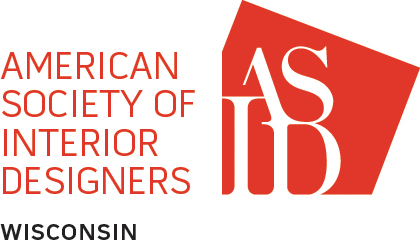 AMERICAN
SOCIETY OF
INTERIOR
DESIGNERS
WISCONSIN
AS
ID